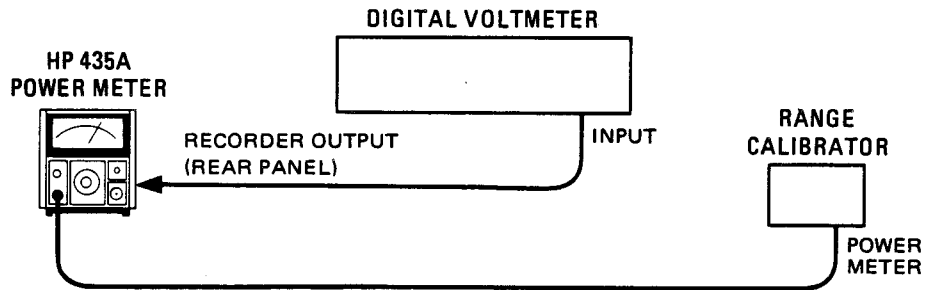 DIGITAL VOLTMETER
HP 435A
POWER METER
RECORDER OUTPUT
(REAR PANEL)
INPUT
RANGE
CALIBRATOR
POWER
METER